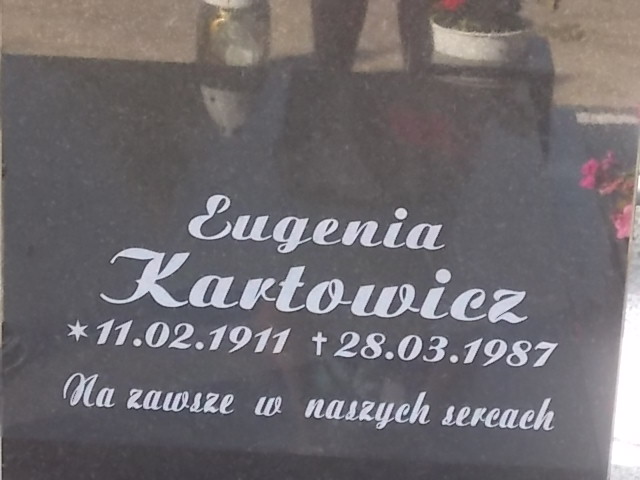 Eugenia
Kartowicz
✶11.02.1911 †28.03.1987
Na zawsze w naszych sercach